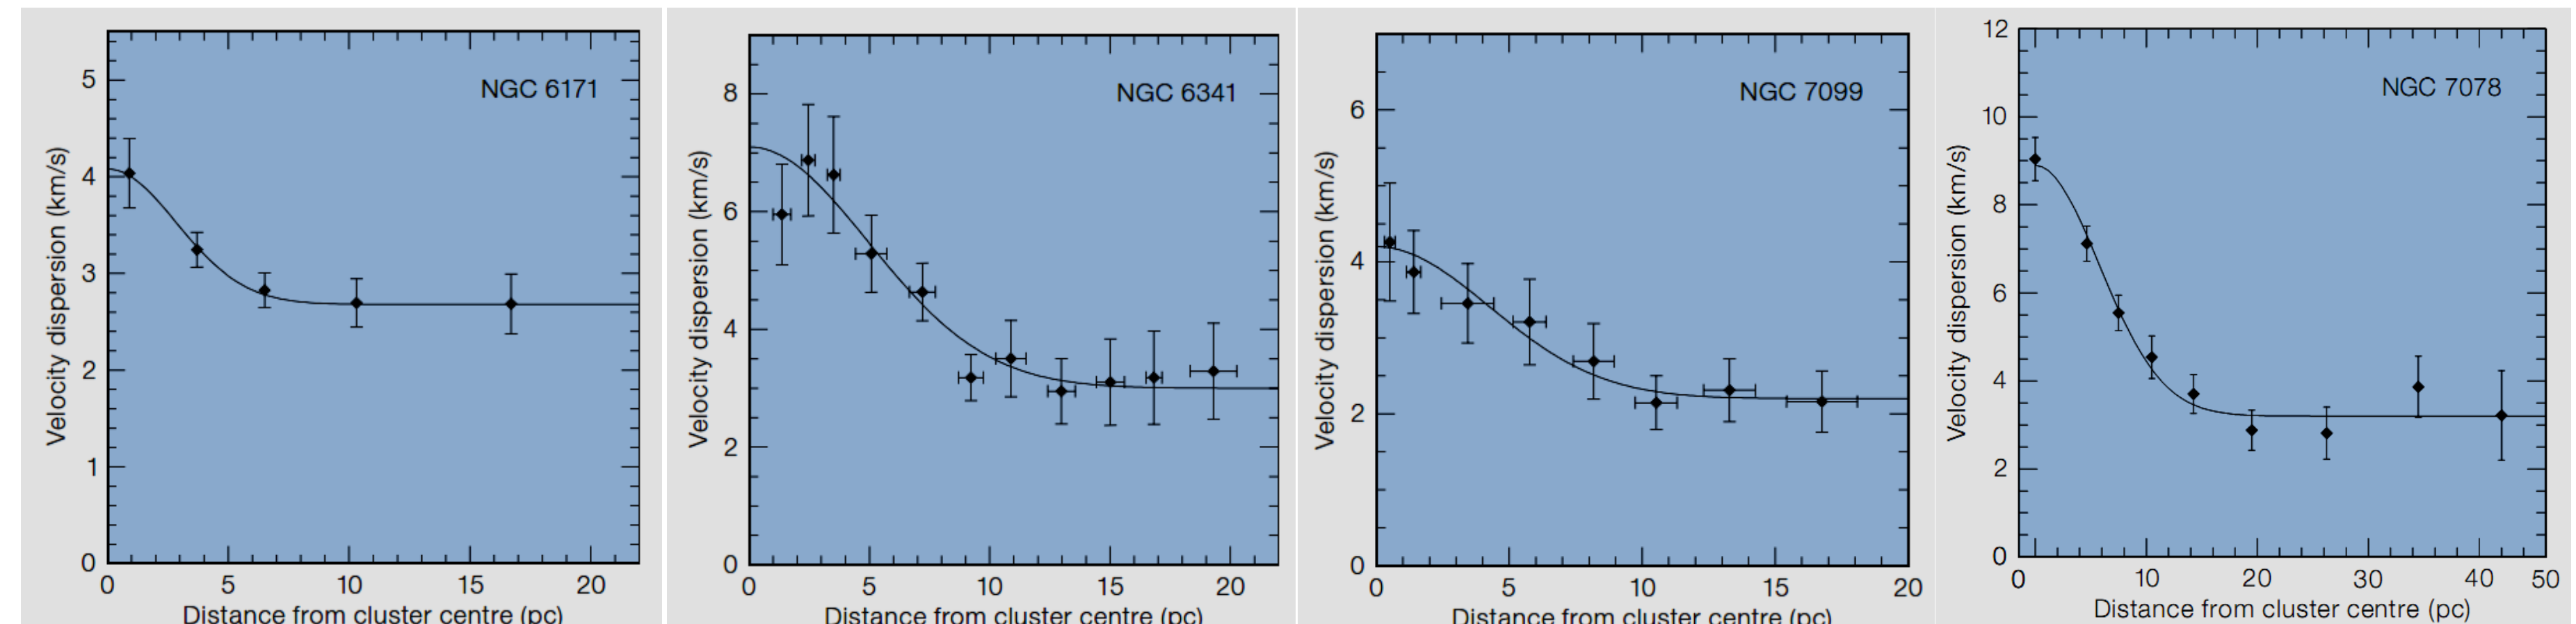 NGC 6171
5
4
3
2
1
0
0 5 10 15 20
Velocity dispersion (km/s)
Distance from cluster centre (pc)
NGC 6341
8
6
4
2
0
0 5 10 15 20
Velocity dispersion (km/s)
Distance from cluster centre (pc)
NGC 7099
6
4
2
0
0 5 10 15 20
Velocity dispersion (km/s)
Distance from cluster centre (pc)
NGC 7078
12
10
8
6
4
2
0
0 10 20 30 40 50
Velocity dispersion (km/s)
Distance from cluster centre (pc)